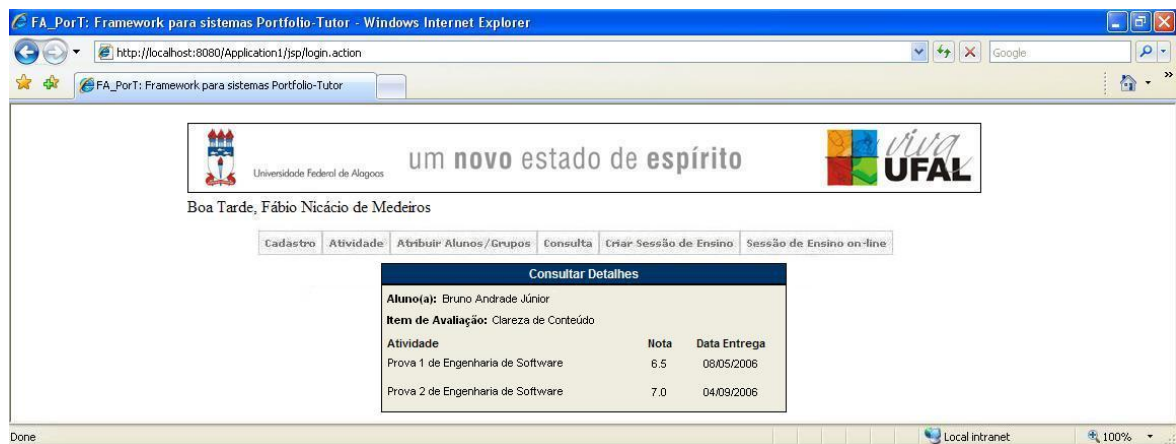 FA_PorT: Framework para sistemas Portfolio-Tutor - Windows Internet Explorer
http://localhost:8080/Application1/jsp/login.action
Google
FA_PorT: Framework para sistemas Portfolio-Tutor
Universidade Federal de Alagoas
um novo estado de espírito
viva
UFAL
Boa Tarde, Fábio Nicácio de Medeiros
Cadastro Atividade Atribuir Alunos/Grupos Consulta Criar Sessão de Ensino Sessão de Ensino on-line
Consultar Detalhes
Aluno(a): Bruno Andrade Júnior
Item de Avaliação: Clareza de Conteúdo
Atividade Nota Data Entrega
Prova 1 de Engenharia de Software 6.5 08/05/2006
Prova 2 de Engenharia de Software 7.0 04/09/2006
Done Local intranet 100%